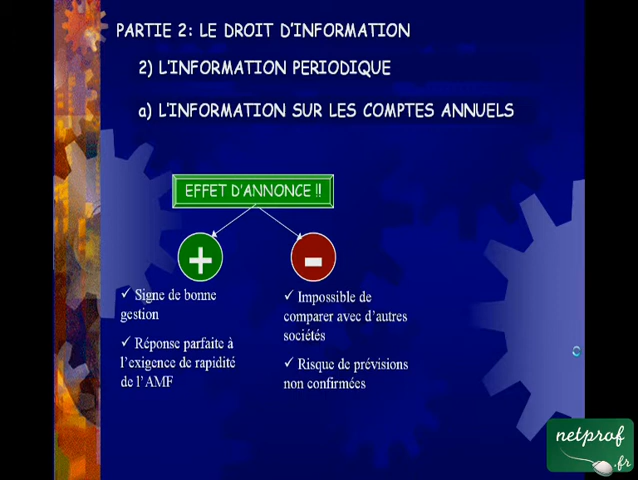 PARTIE 2: LE DROIT D'INFORMATION
2) L'INFORMATION PERIODIQUE
a) L'INFORMATION SUR LES COMPTES ANNUELS
EFFET D'ANNONCE !!
+
-
✓ Signe de bonne
gestion
✓ Réponse parfaite à
l'exigence de rapidité
de l'AMF
✓ Impossible de
comparer avec d'autres
sociétés
✓ Risque de prévisions
non confirmées
netprof
.fr